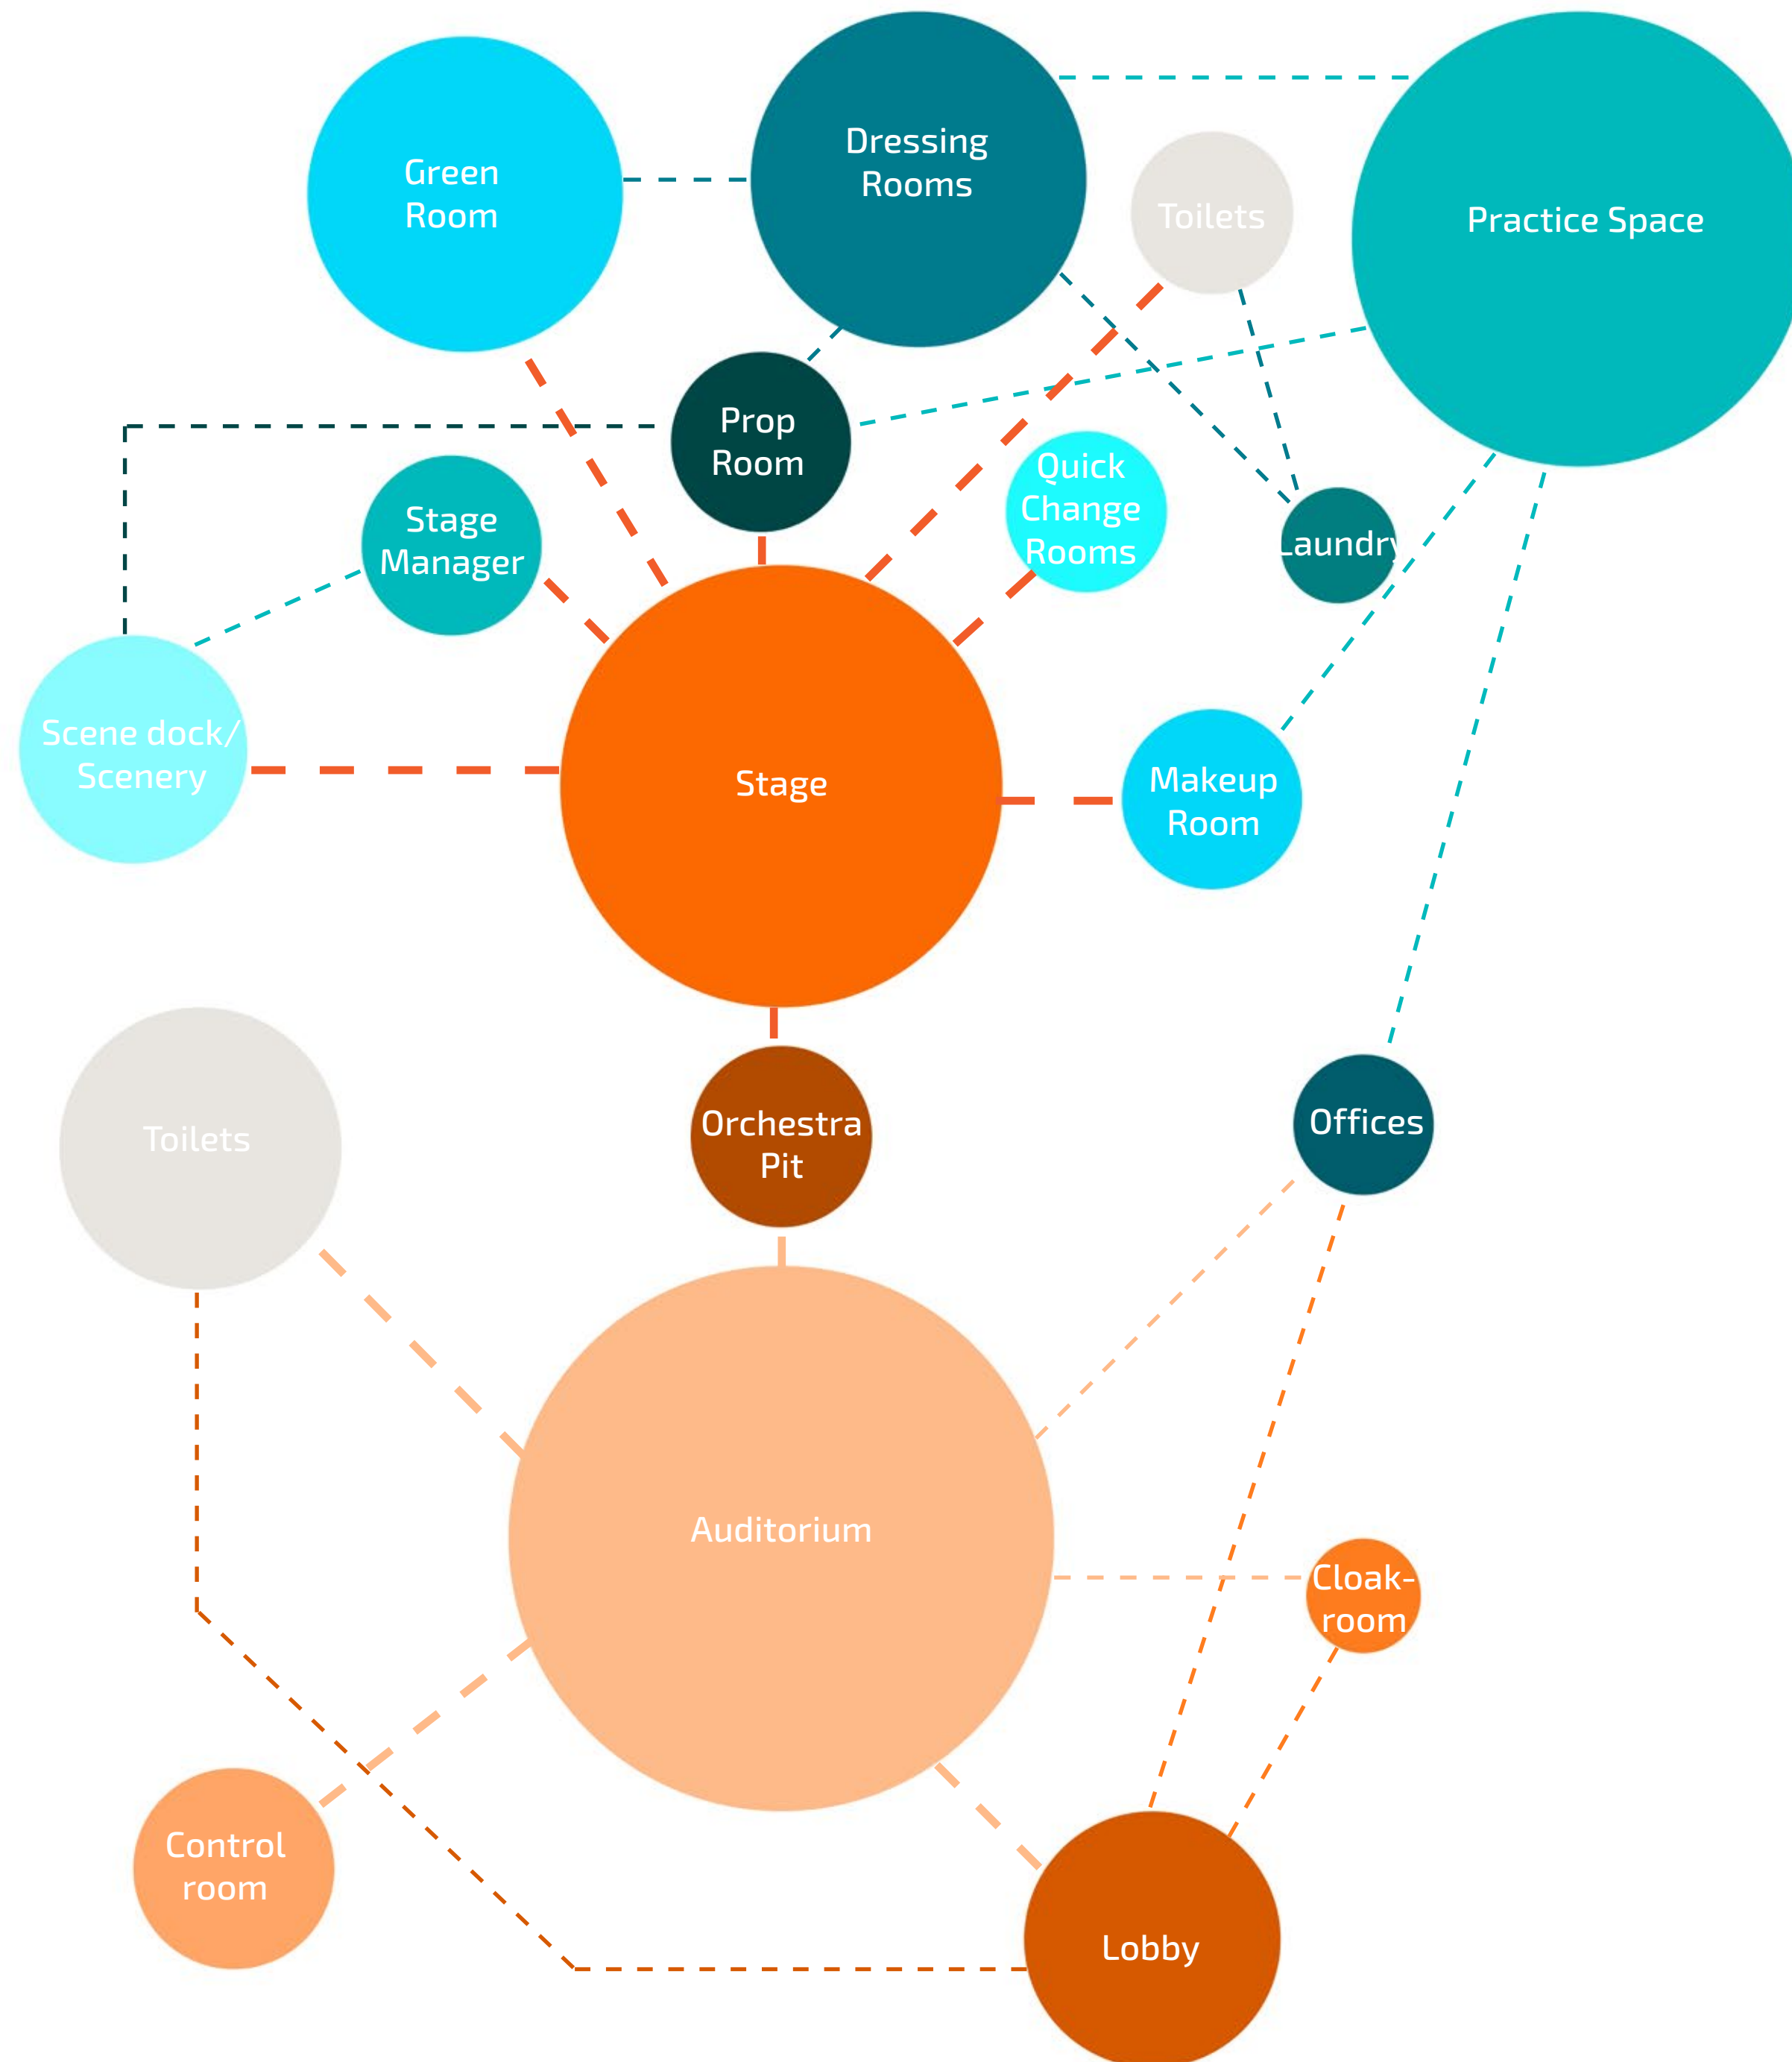 Green
Room
Dressing
Rooms
Toilets
Practice Space
Prop
Room
Quick
Change
Rooms
Stage
Manager
Laundry
Scene dock/
Scenery
Stage
Makeup
Room
Orchestra
Pit
Toilets
Offices
Auditorium
Cloak-
room
Control
room
Lobby